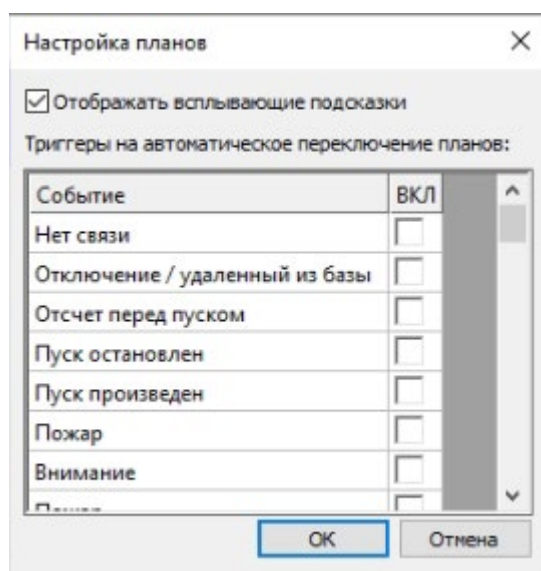 Настройка планов
Отображать всплывающие подсказки
Триггеры на автоматическое переключение планов:
Событие ВКЛ
Нет связи
Отключение / удаленный из базы
Отсчет перед пуском
Пуск остановлен
Пуск произведен
Пожар
Внимание
ОК Отмена